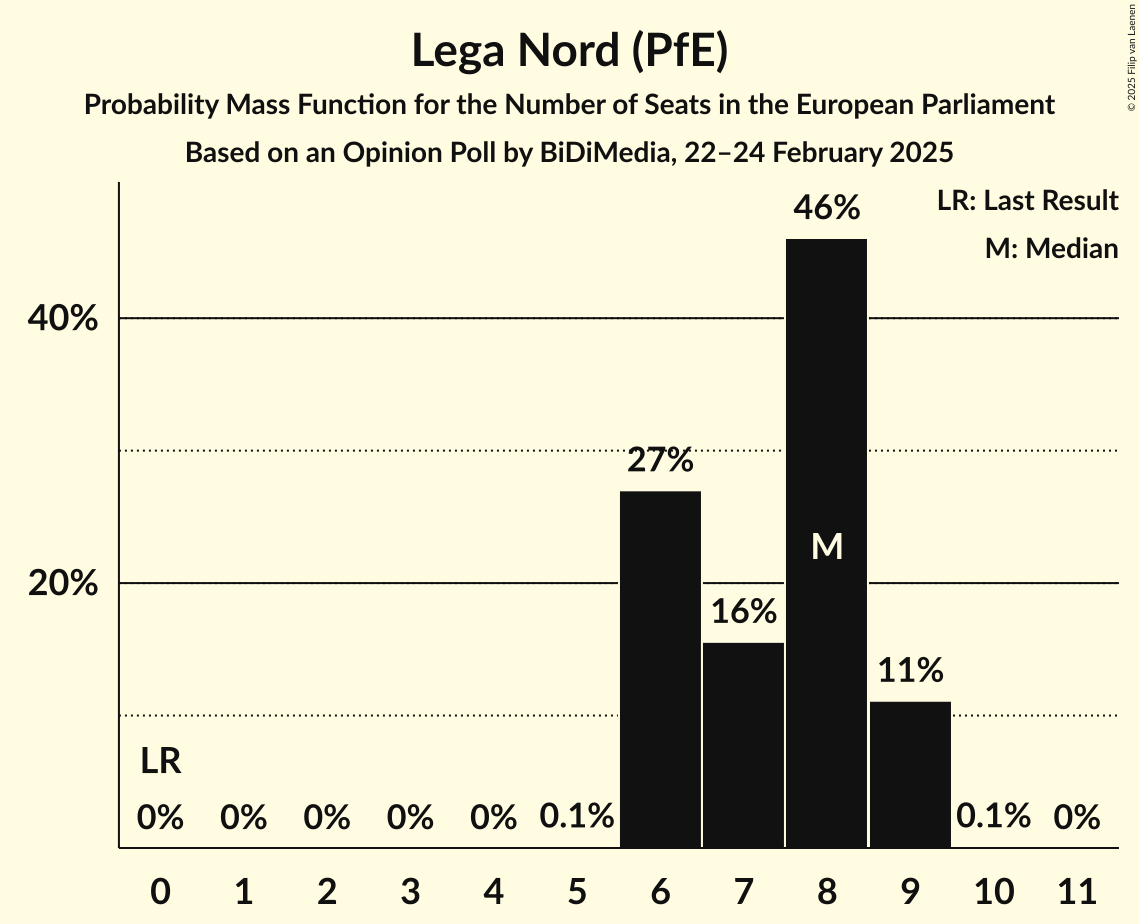 Lega Nord (PfE)
Probability Mass Function for the Number of Seats in the European Parliament
Based on an Opinion Poll by BiDiMedia, 22–24 February 2025
© 2025 Filip van Laenen
LR: Last Result
M: Median
46%
40%
27%
M
20%
16%
11%
LR
0% 0% 0% 0% 0% 0.1% 0.1% 0%
0 1 2 3 4 5 6 7 8 9 10 11